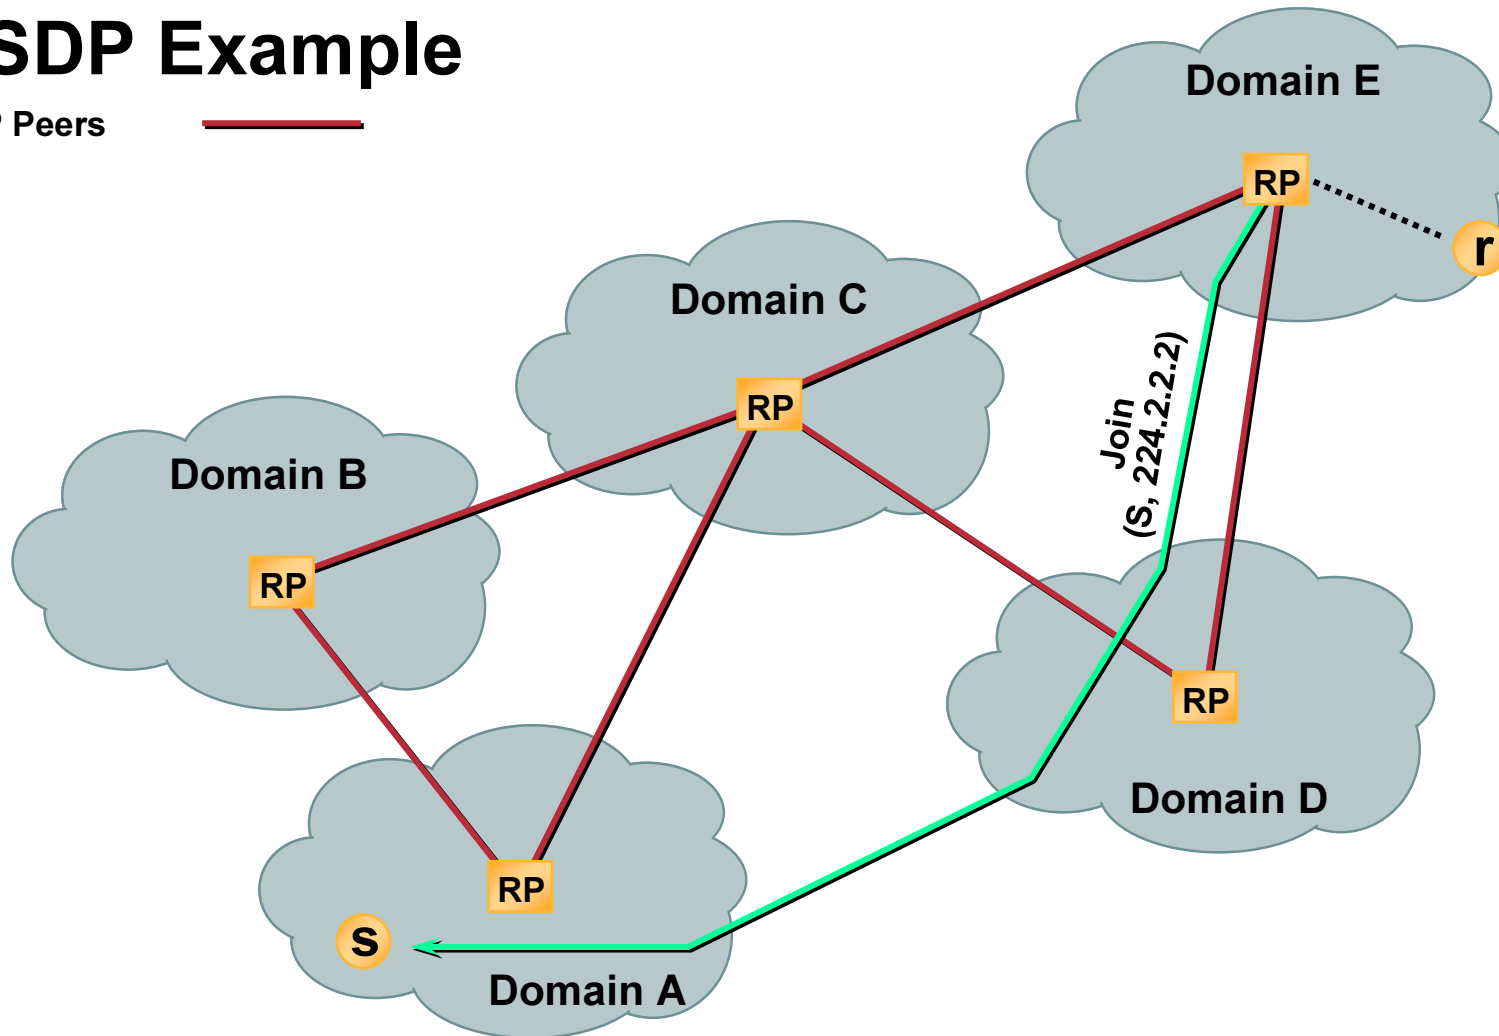 SDP Example
P Peers
Domain E
RP
r
Domain C
RP
Join
(S, 224.2.2.2)
Domain B
RP
RP
Domain D
RP
s
Domain A